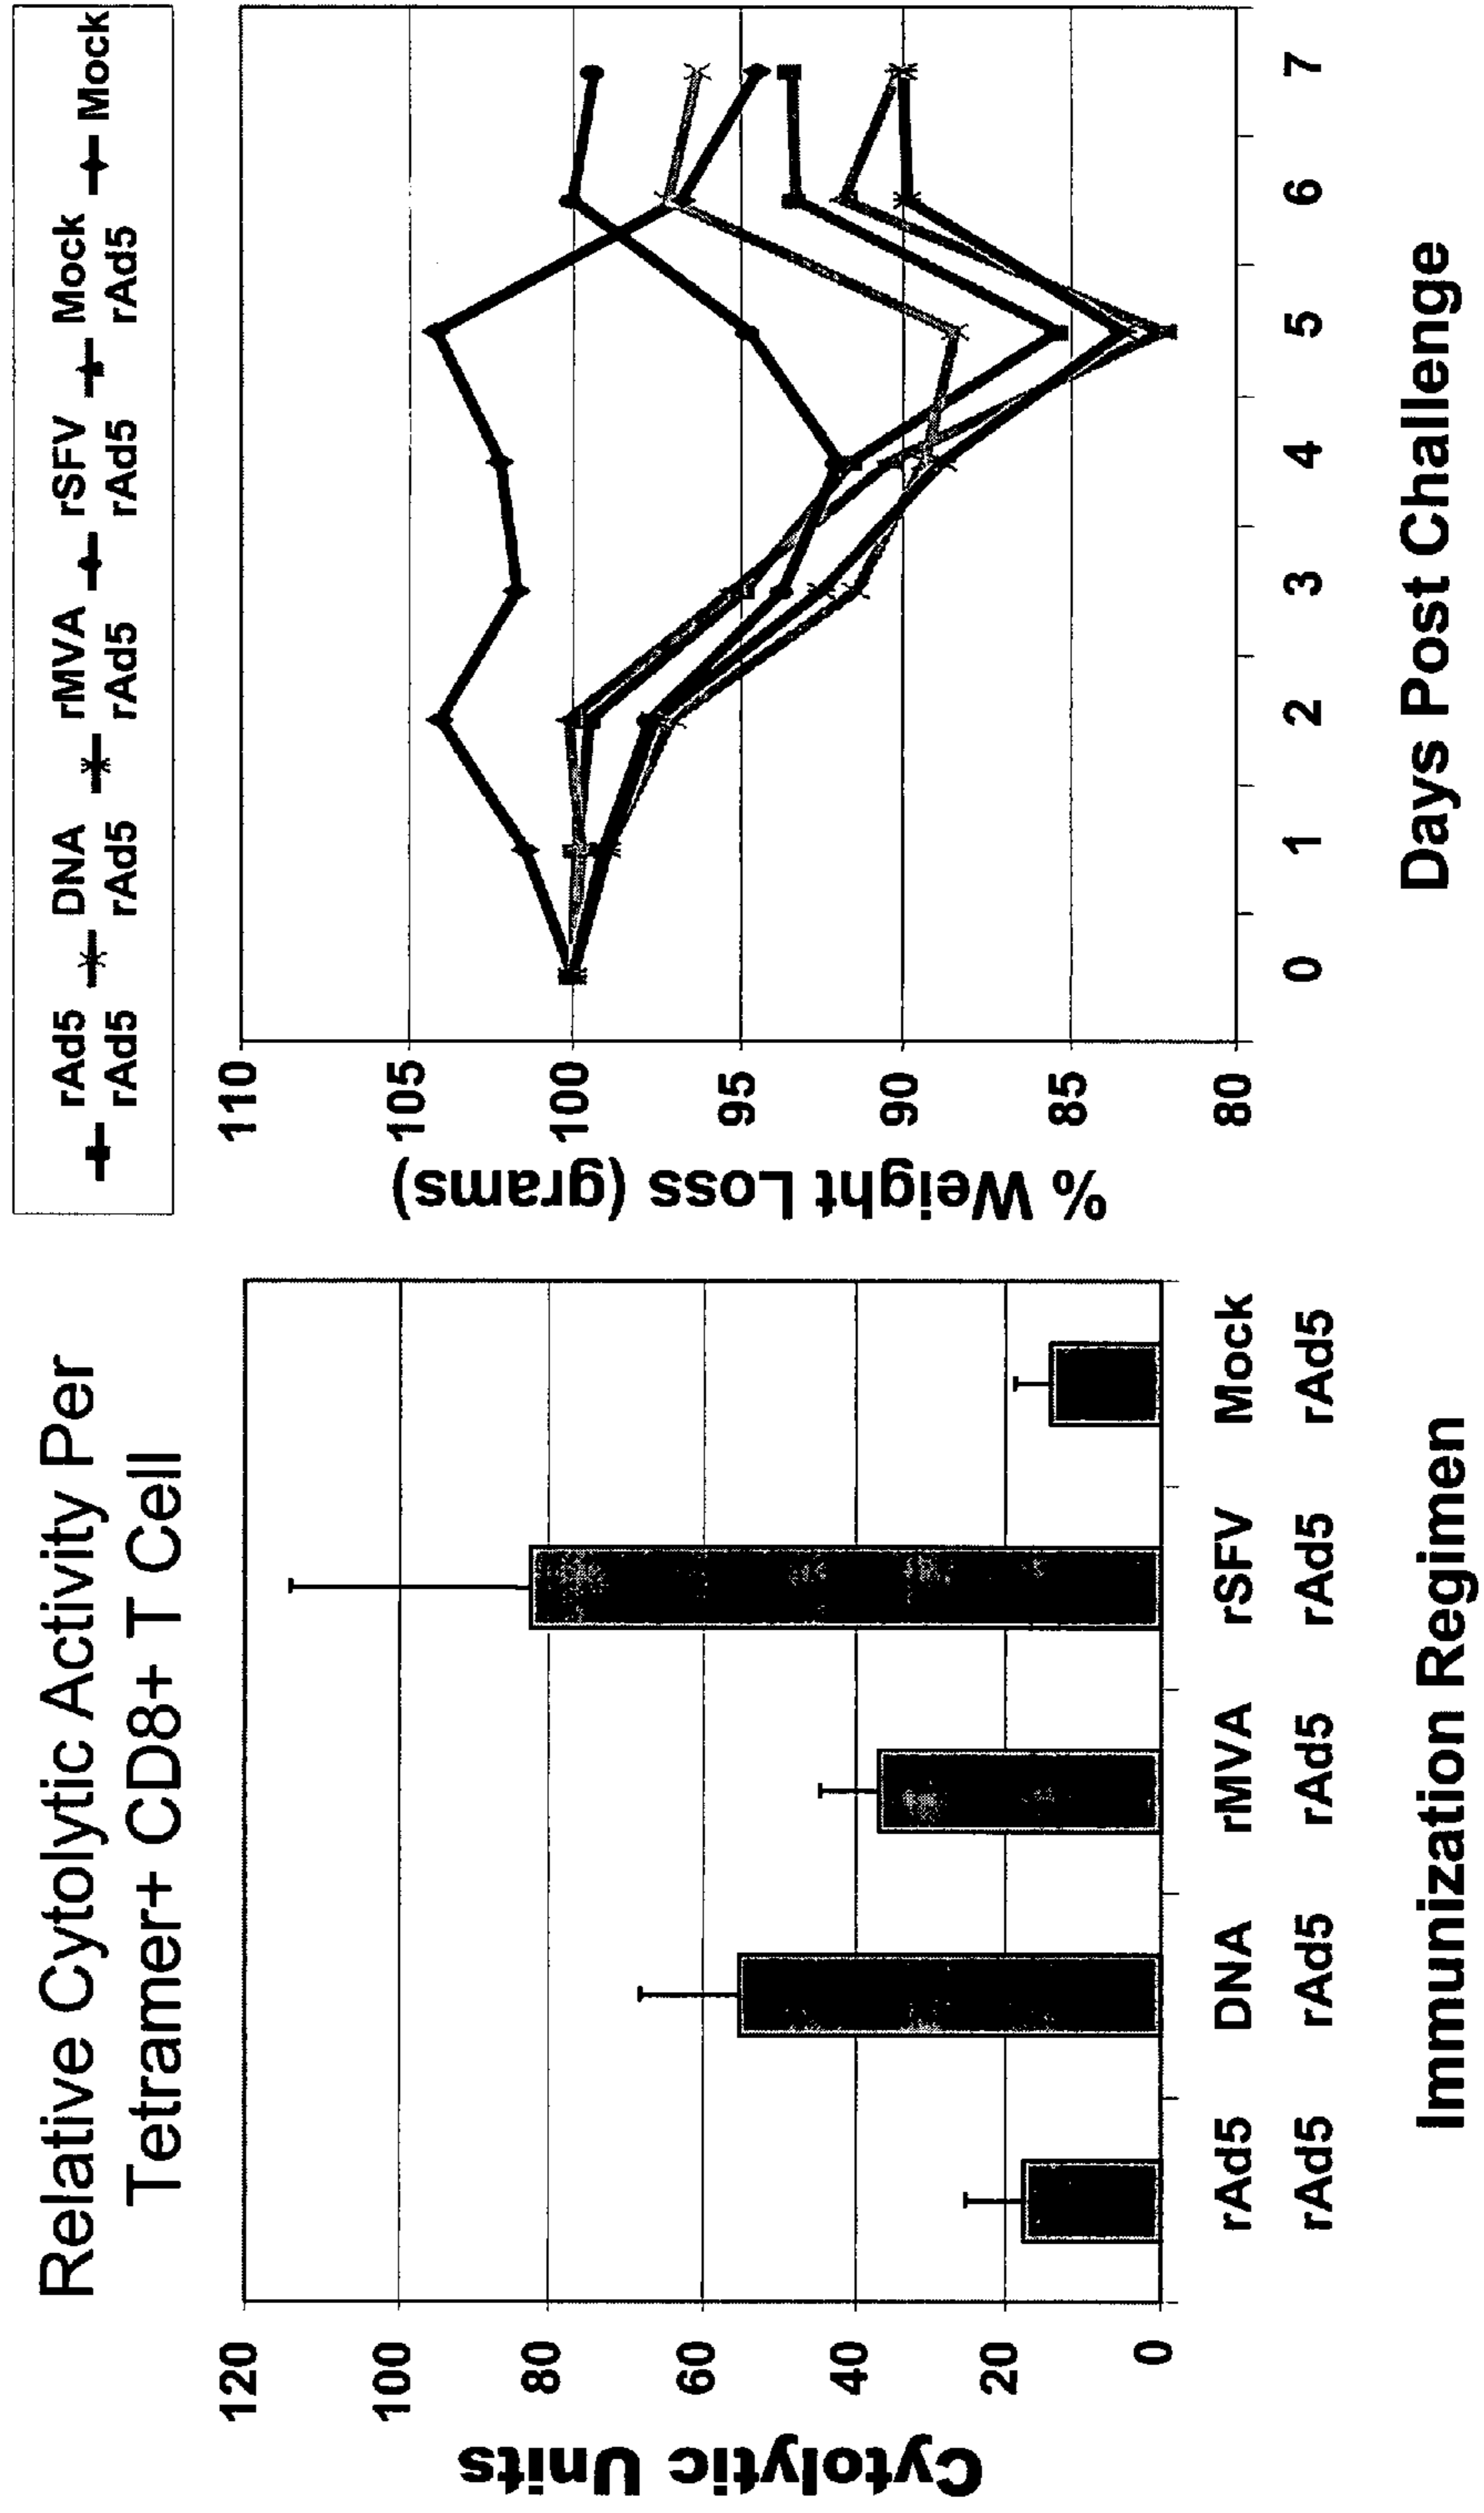 Relative Cytolytic Activity Per
Tetramer+ CD8+ T Cell
Cytolytic Units
120
100
80
60
40
20
0
rAd5 DNA rMVA rSFV Mock
rAd5 rAd5 rAd5 rAd5 rAd5
Immunization Regimen
rAd5 DNA rMVA rSFV Mock Mock
rAd5 rAd5 rAd5 rAd5 rAd5
% Weight Loss (grams)
110
105
100
95
90
85
80
0 1 2 3 4 5 6 7
Days Post Challenge